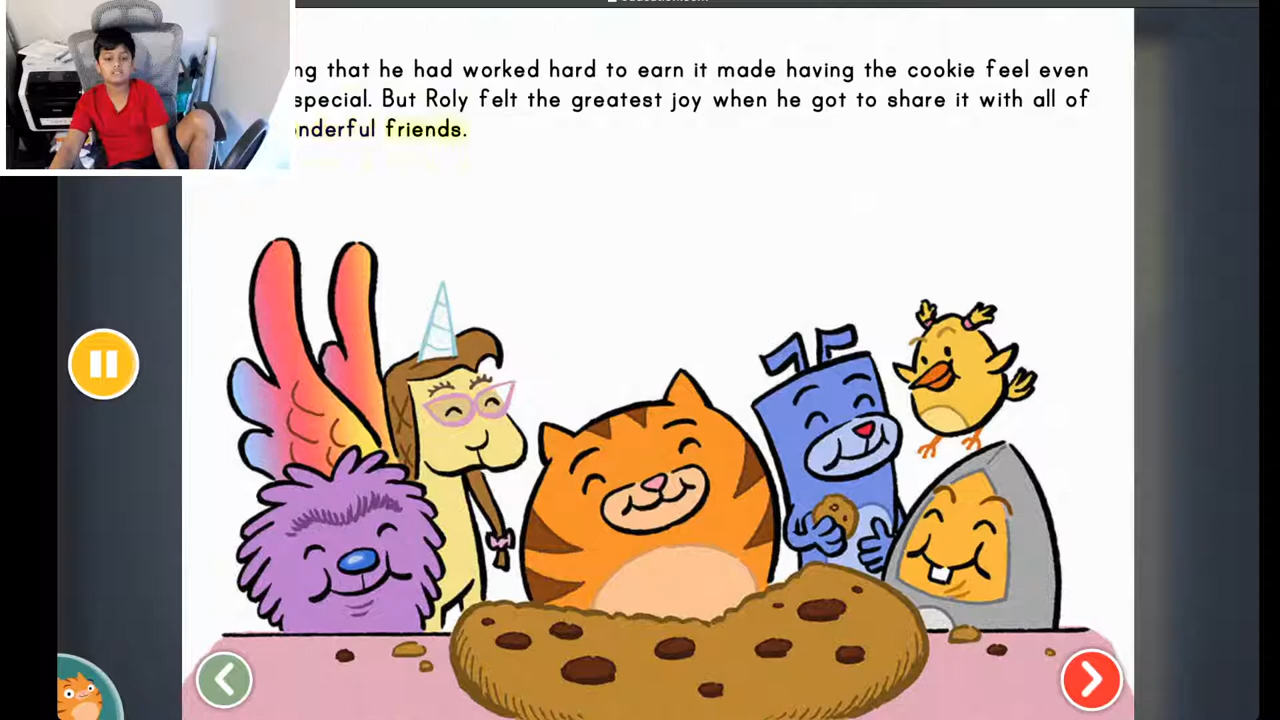 ng that he had worked hard to earn it made having the cookie feel even
special. But Roly felt the greatest joy when he got to share it with all of
nderful friends.